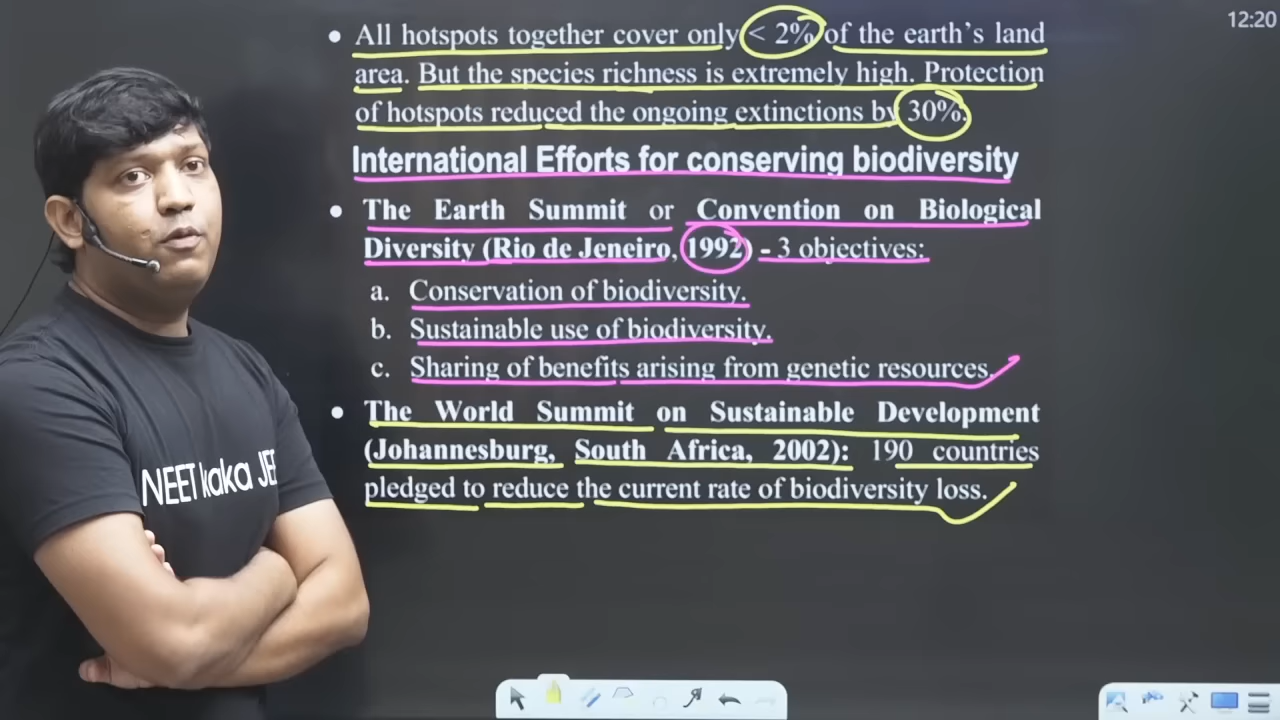 12:20
• All hotspots together cover only < 2% of the earth's land
area. But the species richness is extremely high. Protection
of hotspots reduced the ongoing extinctions by 30%.
International Efforts for conserving biodiversity
• The Earth Summit or Convention on Biological
Diversity (Rio de Jeneiro, 1992) - 3 objectives:
a. Conservation of biodiversity.
b. Sustainable use of biodiversity.
c. Sharing of benefits arising from genetic resources.
• The World Summit on Sustainable Development
(Johannesburg, South Africa, 2002): 190 countries
pledged to reduce the current rate of biodiversity loss.
NEET kaka JEE